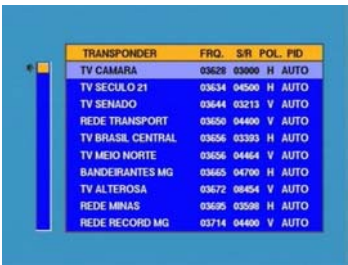 TRANSPONDER FRQ. S/R POL. PID
TV CAMARA 03628 03000 H AUTO
TV SECULO 21 03634 04500 H AUTO
TV SENADO 03644 03213 V AUTO
REDE TRANSPORT 03650 04400 V AUTO
TV BRASIL CENTRAL 03656 03393 H AUTO
TV MEIO NORTE 03656 04464 V AUTO
BANDEIRANTES MG 03665 04700 H AUTO
TV ALTEROSA 03672 08454 V AUTO
REDE MINAS 03695 03598 H AUTO
REDE RECORD MG 03714 04400 V AUTO